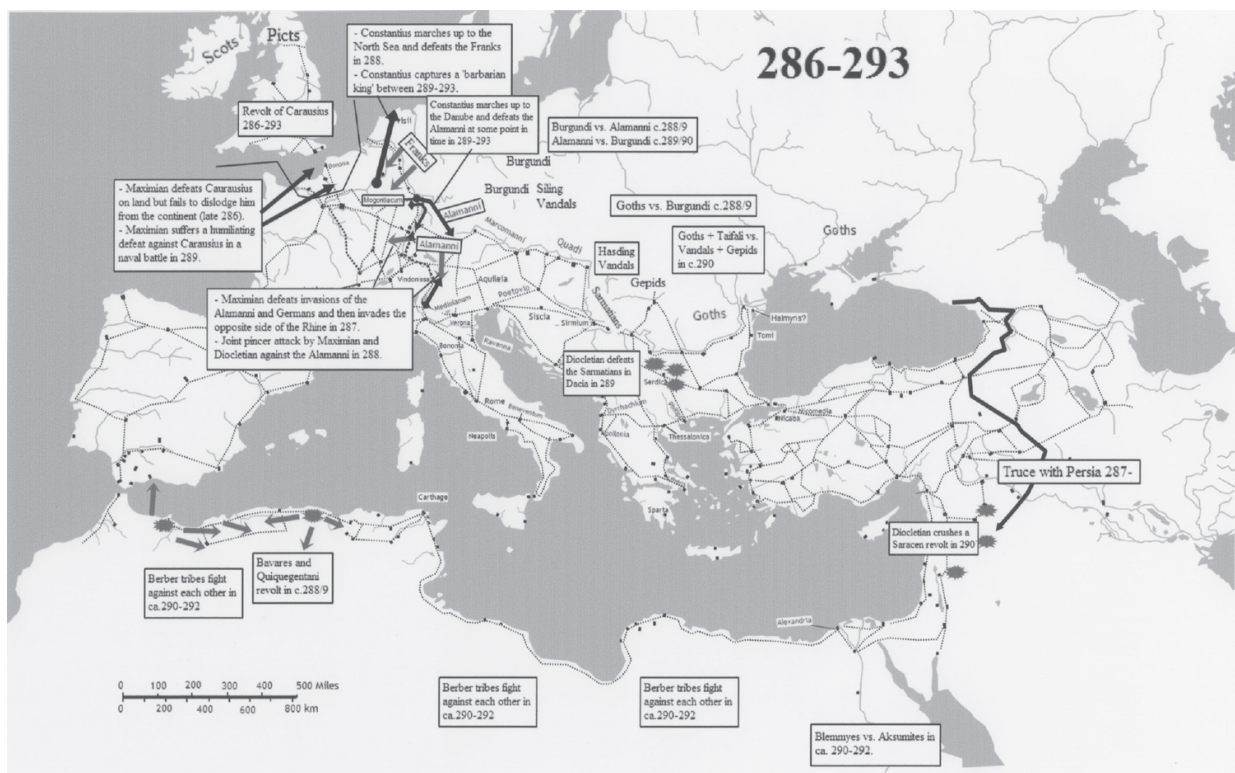 286-293
Scots
Picts
- Constantius marches up to the
North Sea and defeats the Franks
in 288.
- Constantius captures a 'barbarian
king' between 289-293.
Revolt of Carausius
286-293
Constantius marches up to
the Danube and defeats the
Alamanni at some point in
time in 289-293
Burgundi vs. Alamanni c.288/9
Alamanni vs. Burgundi c.289/90
Franks
Burgundi
Burgundi
Siling
Vandals
Mogontiacum
Alamanni
- Maximian defeats Caurausius
on land but fails to dislodge him
from the continent (late 286).
- Maximian suffers a humiliating
defeat against Carausius in a
naval battle in 289.
Goths vs. Burgundi c.288/9
Goths + Taifali vs.
Vandals + Gepids
in c.290
Goths
Alamanni
Marcomanni
Quadi
Hasding
Vandals
Gepids
Sarmatians
Goths
Vindonissa
Aquileia
Poetovio
Mediolanum
Verona
Siscia
Sirmium
Halmyris?
Tomi
- Maximian defeats invasions of the
Alamanni and Germans and then invades the
opposite side of the Rhine in 287.
- Joint pincer attack by Maximian and
Diocletian against the Alamanni in 288.
Bononia
Ravenna
Diocletian defeats
the Sarmatians in
Dacia in 289
Serdica
Rome
Beneventum
Neapolis
Dyrrhachium
Apollonia
Thessalonica
Nicomedia
Nicaea
Sparta
Truce with Persia 287-
Carthage
Diocletian crushes a
Saracen revolt in 290
Berber tribes fight
against each other in
ca.290-292
Bavares and
Quiquegentani
revolt in c.288/9
Alexandria
0 100 200 300 400 500 Miles
0 200 400 600 800 km
Berber tribes fight
against each other in
ca.290-292
Berber tribes fight
against each other in
ca.290-292
Blemmyes vs. Aksumites in
ca. 290-292.